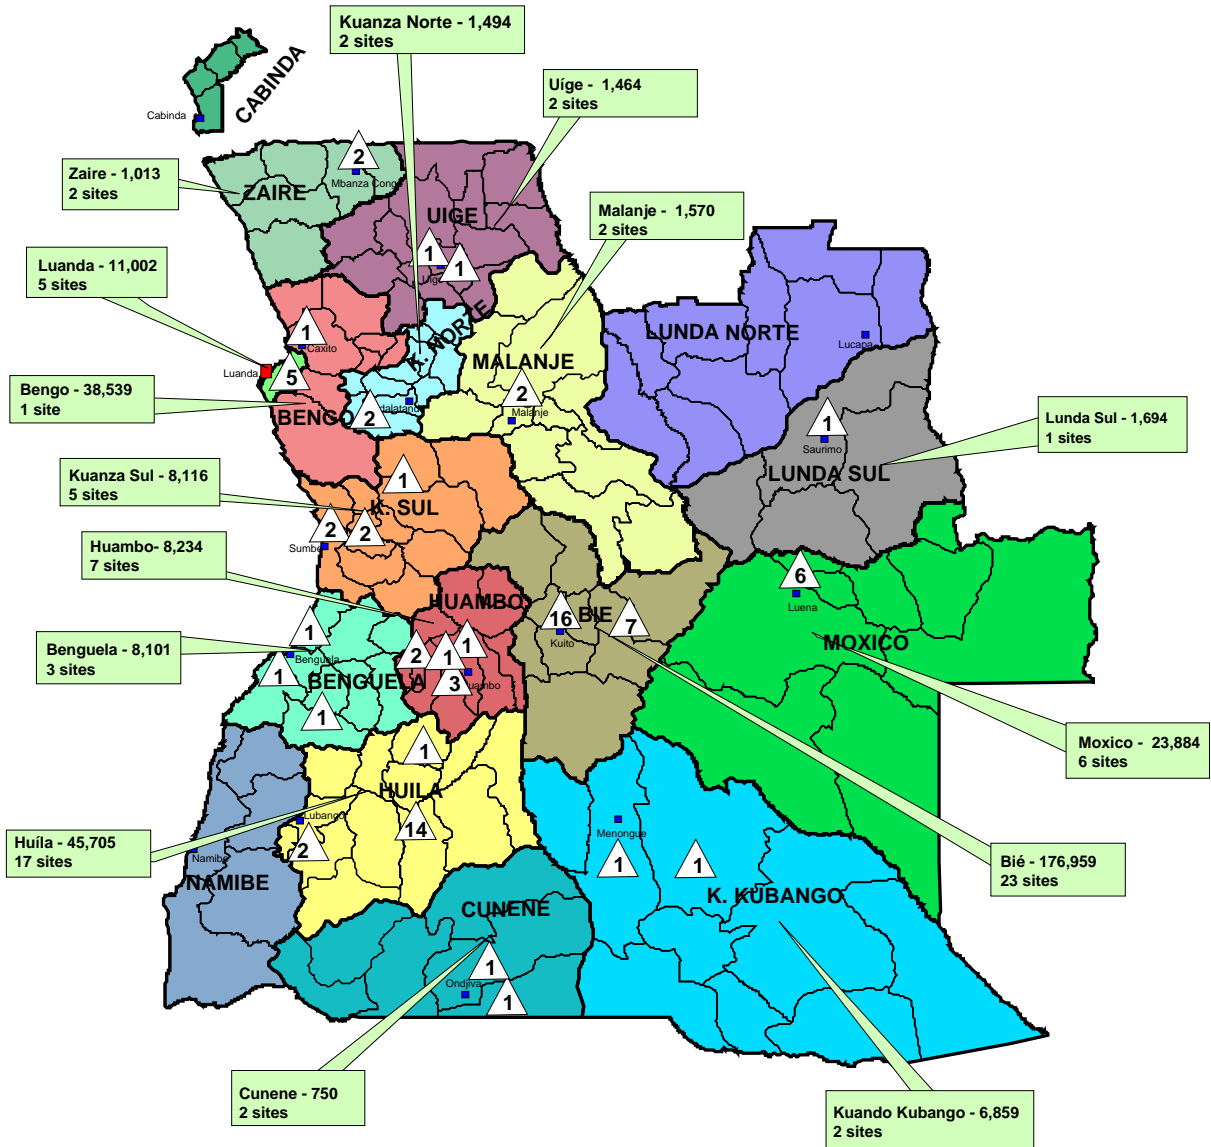 Kuanza Norte - 1,494
2 sites
CABINDA
Cabinda
Uíge -  1,464
2 sites
Zaire - 1,013
2 sites
2
Mbanza Congo
ZAIRE
UIGE
Malanje - 1,570
2 sites
1
1
Uige
Luanda - 11,002
5 sites
K. NORTE
1
Caxito
LUNDA NORTE
Lucapa
MALANJE
Luanda
5
Bengo - 38,539
1 site
BENGO
2
dalatando
2
Malanje
Lunda Sul - 1,694
1 sites
1
Saurimo
LUNDA SUL
Kuanza Sul - 8,116
5 sites
1
K. SUL
2
2
Sumbe
Huambo- 8,234
7 sites
6
Luena
HUAMBO
16
BIE
7
Kuito
MOXICO
Benguela - 8,101
3 sites
1
Benguela
1
BENGUELA
1
2
1
1
3
uambo
Moxico -  23,884
6 sites
1
HUILA
Lubango
14
2
Menongue
1
1
Huíla - 45,705
17 sites
Namibe
NAMIBE
Bié - 176,959
23 sites
K. KUBANGO
CUNENE
1
Ondjiva
1
Cunene - 750
2 sites
Kuando Kubango - 6,859
2 sites